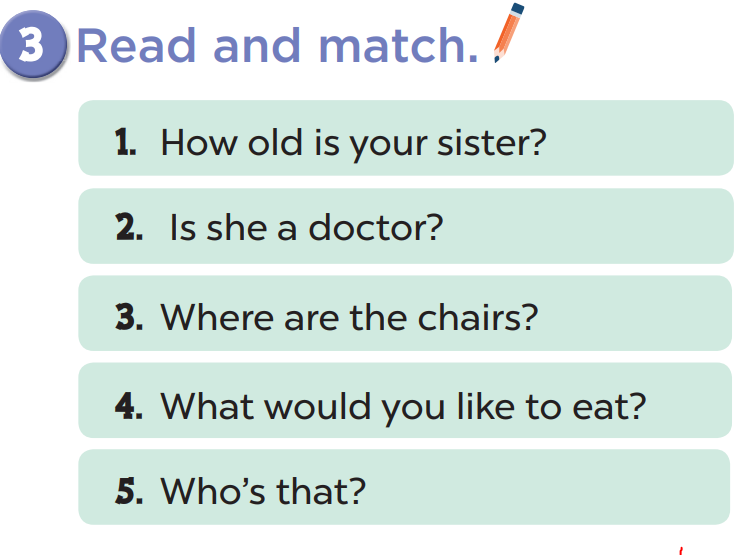 3 Read and match.
1. How old is your sister?
2. Is she a doctor?
3. Where are the chairs?
4. What would you like to eat?
5. Who's that?